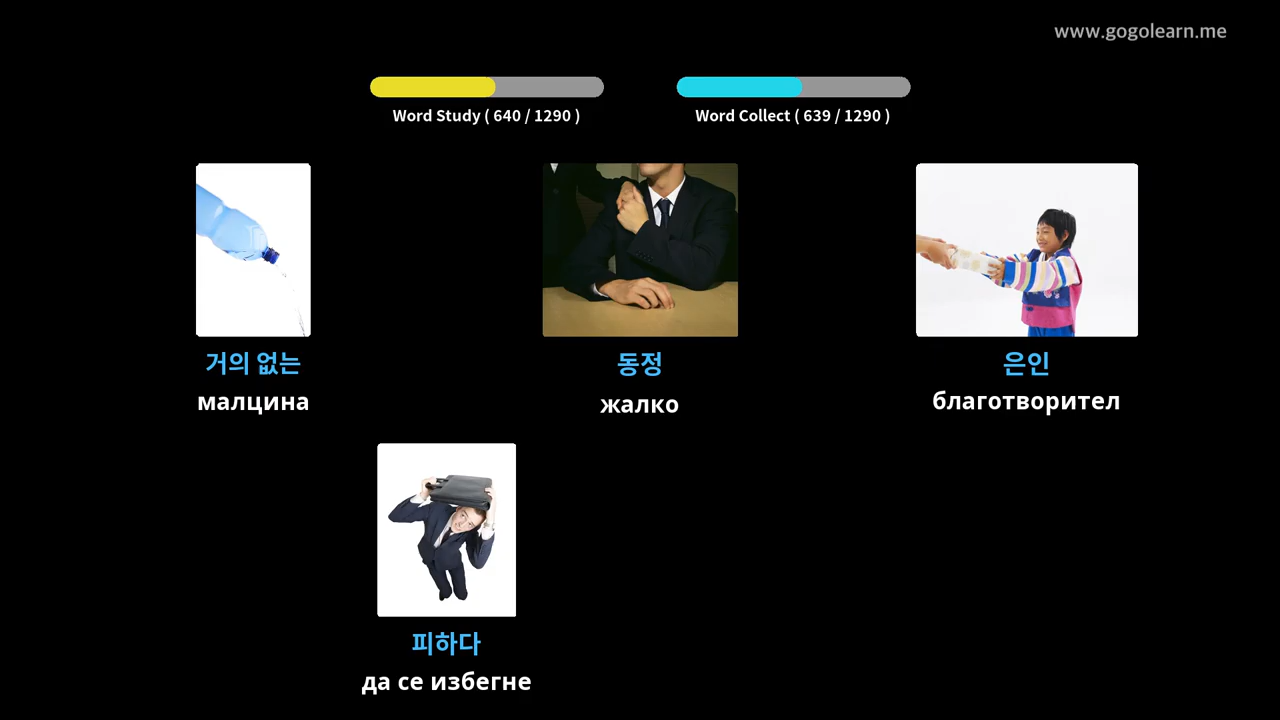 www.gogolearn.me
Word Study ( 640 / 1290 )
Word Collect ( 639 / 1290 )
거의 없는
малцина
동정
жалко
은인
благотворител
피하다
да се избегне